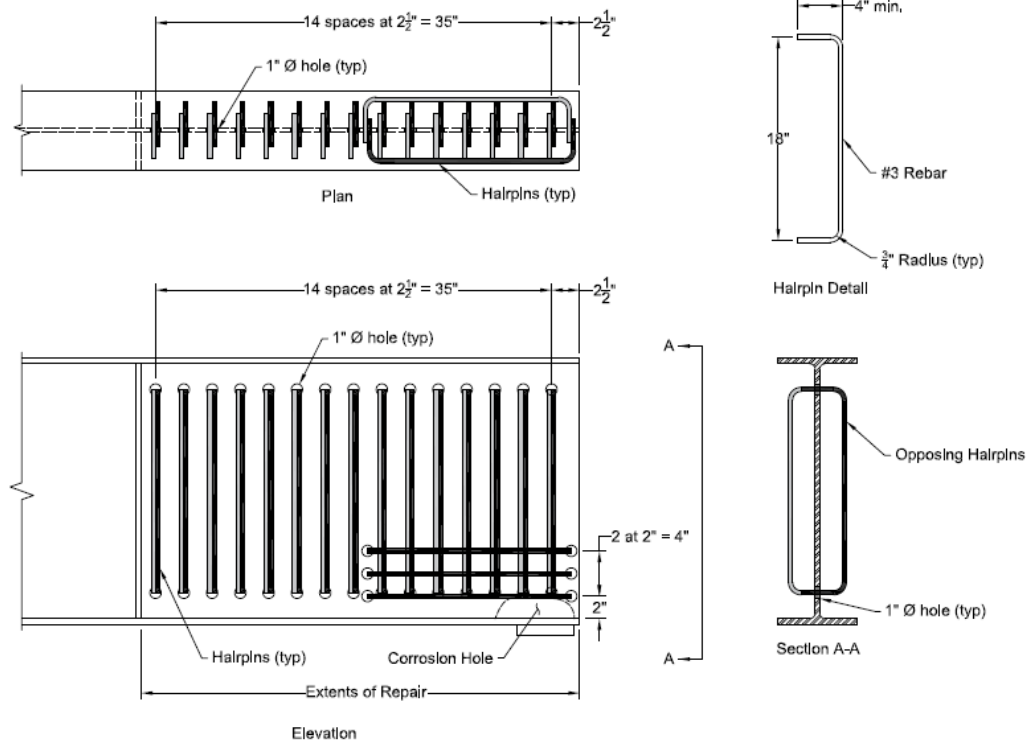 14 spaces at 2½" = 35"
2½"
1" Ø hole (typ)
Plan
Hairpins (typ)
4" min.
18"
#3 Rebar
¾" Radius (typ)
Hairpin Detail
14 spaces at 2½" = 35"
2½"
1" Ø hole (typ)
A
Opposing Hairpins
2 at 2" = 4"
2"
1" Ø hole (typ)
Hairpins (typ)
Corrosion Hole
A
Section A-A
Extents of Repair
Elevation